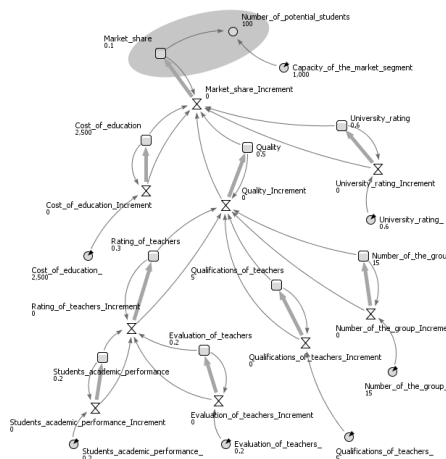 Number_of_potential_students
100
Market_share
0.1
Capacity_of_the_market_segment
1,000
Market_share_Increment
0
University_rating
0.6
Cost_of_education
2,500
Quality
0.5
University_rating_Increment
0
Quality_Increment
0
Cost_of_education_Increment
0
University_rating_
0.6
Rating_of_teachers
0.3
Number_of_the_group
15
Cost_of_education_
2,500
Qualifications_of_teachers
5
Rating_of_teachers_Increment
0
Number_of_the_group_Increme
0
Evaluation_of_teachers
0.2
Qualifications_of_teachers_Increment
0
Students_academic_performance
0.2
Number_of_the_group_
15
Evaluation_of_teachers_Increment
0
Students_academic_performance_Increment
0
Students_academic_performance_
0.2
Evaluation_of_teachers_
0.2
Qualifications_of_teachers_